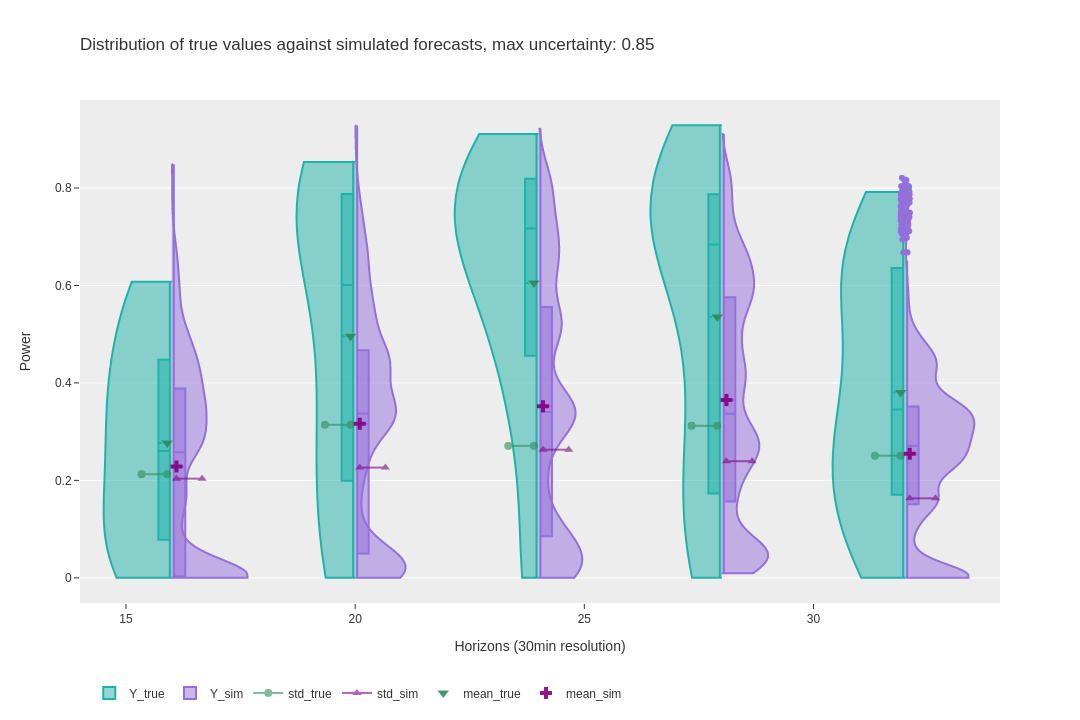 Distribution of true values against simulated forecasts, max uncertainty: 0.85
0.8
0.6
0.4
0.2
0
Power
15 20 25 30
Horizons (30min resolution)
Y_true Y_sim std_true std_sim mean_true mean_sim